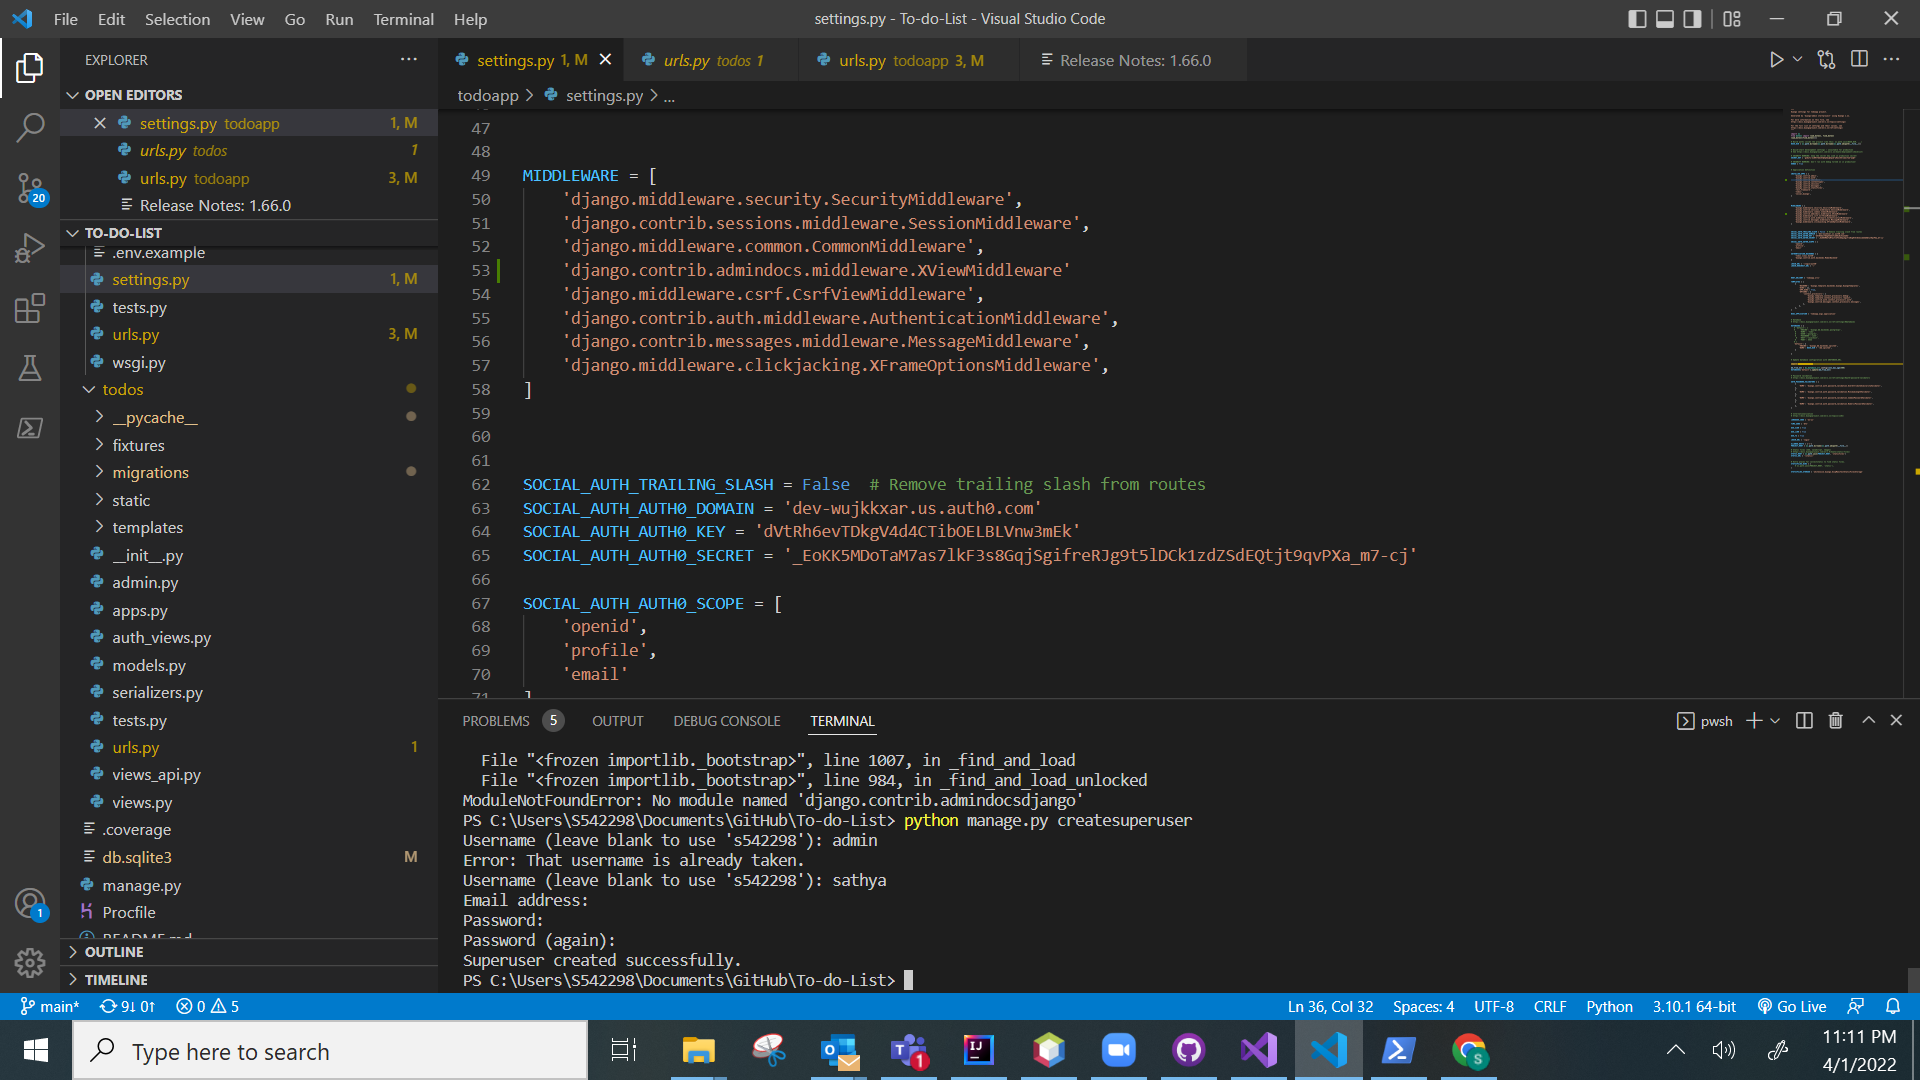 File Edit Selection View Go Run Terminal Help
settings.py - To-do-List - Visual Studio Code
EXPLORER
OPEN EDITORS
settings.py todoapp 1, M
urls.py todos 1
urls.py todoapp 3, M
Release Notes: 1.66.0
TO-DO-LIST
.env.example
settings.py 1, M
tests.py
urls.py 3, M
wsgi.py
todos
__pycache__
fixtures
migrations
static
templates
__init__.py
admin.py
apps.py
auth_views.py
models.py
serializers.py
tests.py
urls.py 1
views_api.py
views.py
.coverage
db.sqlite3 M
manage.py
Procfile
README.md
OUTLINE
TIMELINE
20
1
settings.py 1, M
urls.py todos 1
urls.py todoapp 3, M
Release Notes: 1.66.0
todoapp > settings.py > ...
47
48
49 MIDDLEWARE = [
50 'django.middleware.security.SecurityMiddleware',
51 'django.contrib.sessions.middleware.SessionMiddleware',
52 'django.middleware.common.CommonMiddleware',
53 'django.contrib.admindocs.middleware.XViewMiddleware'
54 'django.middleware.csrf.CsrfViewMiddleware',
55 'django.contrib.auth.middleware.AuthenticationMiddleware',
56 'django.contrib.messages.middleware.MessageMiddleware',
57 'django.middleware.clickjacking.XFrameOptionsMiddleware',
58 ]
59
60
61
62 SOCIAL_AUTH_TRAILING_SLASH = False # Remove trailing slash from routes
63 SOCIAL_AUTH_AUTH0_DOMAIN = 'dev-wujkkxar.us.auth0.com'
64 SOCIAL_AUTH_AUTH0_KEY = 'dVtRh6evTDkgV4d4CTibOELBLVnw3mEk'
65 SOCIAL_AUTH_AUTH0_SECRET = '_EoKK5MDoTaM7as7lkF3s8GqjSgifreRJg9t5lDCk1zdZSdEQtjt9qvPXa_m7-cj'
66
67 SOCIAL_AUTH_AUTH0_SCOPE = [
68 'openid',
69 'profile',
70 'email'
71 ]
PROBLEMS 5 OUTPUT DEBUG CONSOLE TERMINAL
pwsh
File "<frozen importlib._bootstrap>", line 1007, in _find_and_load
File "<frozen importlib._bootstrap>", line 984, in _find_and_load_unlocked
ModuleNotFoundError: No module named 'django.contrib.admindocsdjango'
PS C:\Users\S542298\Documents\GitHub\To-do-List> python manage.py createsuperuser
Username (leave blank to use 's542298'): admin
Error: That username is already taken.
Username (leave blank to use 's542298'): sathya
Email address:
Password:
Password (again):
Superuser created successfully.
PS C:\Users\S542298\Documents\GitHub\To-do-List>
main* 9↓ 0↑ 0 5
Ln 36, Col 32 Spaces: 4 UTF-8 CRLF Python 3.10.1 64-bit Go Live
Type here to search
1
S
11:11 PM
4/1/2022